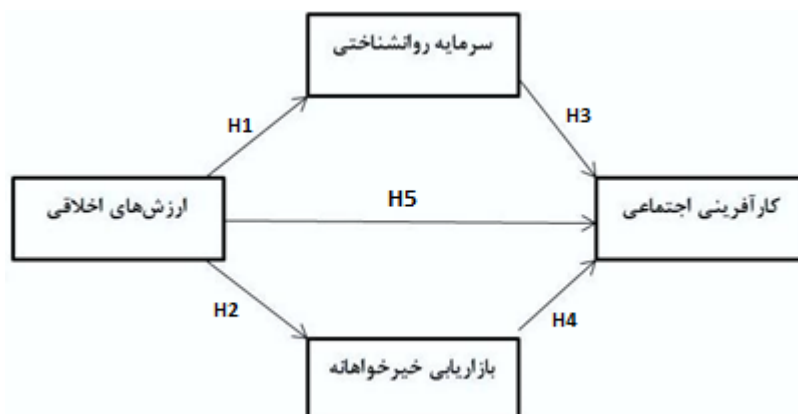 سرمایه روانشناختی
H1
H3
ارزش‌های اخلاقی
H5
کارآفرینی اجتماعی
H2
H4
بازاریابی خیرخواهانه